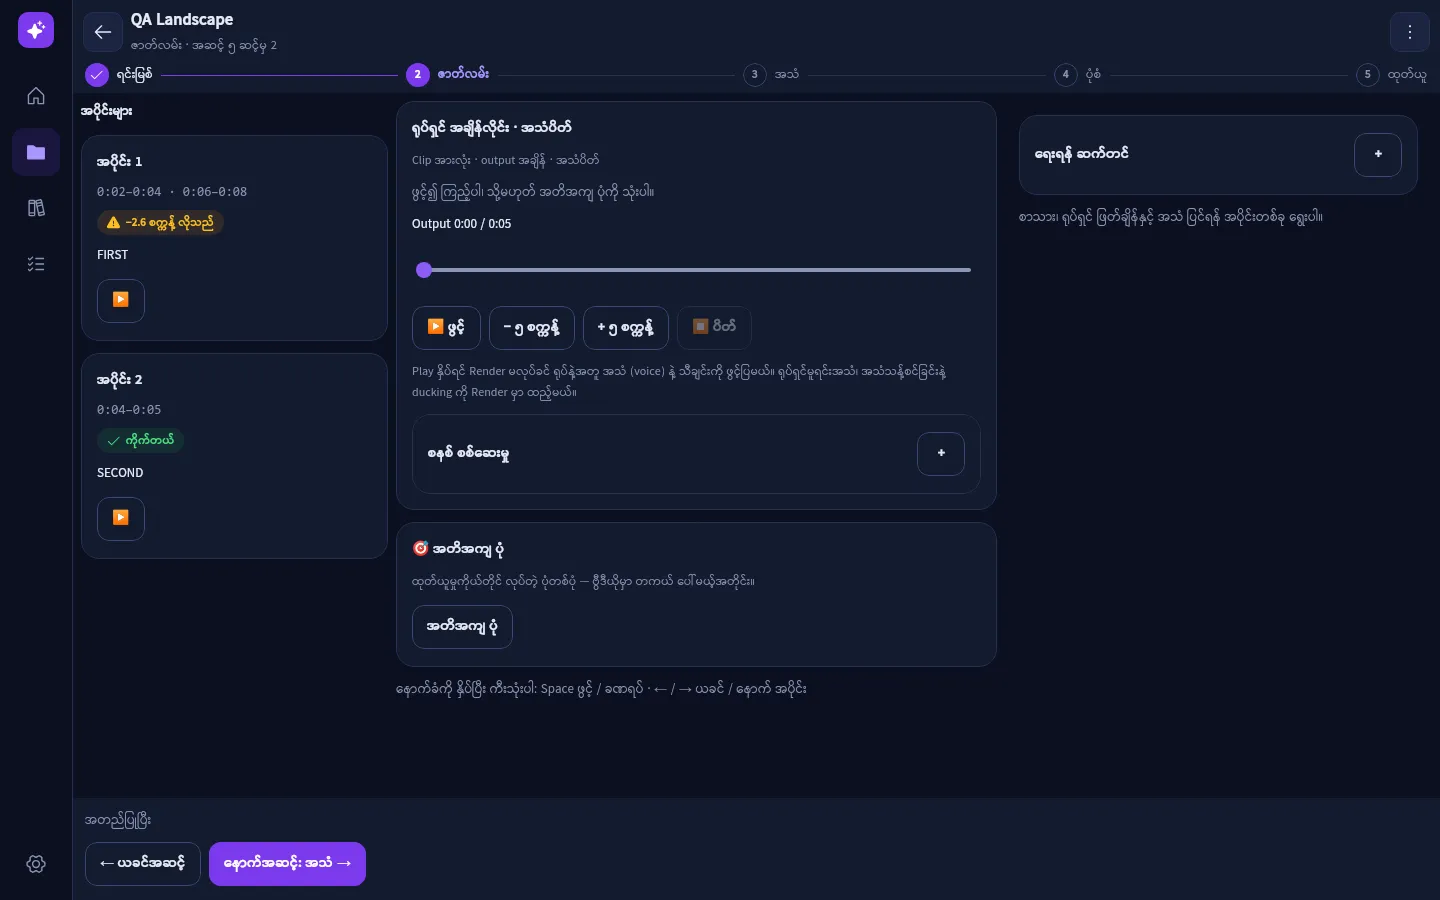 QA Landscape
ဇာတ်လမ်း · အဆင့် ၅ ဆင့်မှ 2
ရင်းမြစ်
2 ဇာတ်လမ်း
3 အသံ
4 ပုံစံ
5 ထုတ်ယူ
အပိုင်းများ
အပိုင်း 1
0:02–0:04 · 0:06–0:08
−2.6 စက္ကန့် လိုသည်
FIRST
အပိုင်း 2
0:04–0:05
ကိုက်တယ်
SECOND
ရုပ်ရှင် အချိန်လိုင်း · အသံပိတ်
Clip အားလုံး · output အချိန် · အသံပိတ်
ဖွင့်၍ ကြည့်ပါ၊ သို့မဟုတ် အတိအကျ ပုံကို သုံးပါ။
Output 0:00 / 0:05
ဖွင့်
− ၅ စက္ကန့်
+ ၅ စက္ကန့်
ပိတ်
Play နှိပ်ရင် Render မလုပ်ခင် ရုပ်နဲ့အတူ အသံ (voice) နဲ့ သီချင်းကို ဖွင့်ပြမယ်။ ရုပ်ရှင်မူရင်းအသံ၊ အသံသန့်စင်ခြင်းနဲ့
ducking ကို Render မှာ ထည့်မယ်။
စနစ် စစ်ဆေးမှု
+
အတိအကျ ပုံ
ထုတ်ယူမှုကိုယ်တိုင် လုပ်တဲ့ ပုံတစ်ပုံ — ဗွီဒီယိုမှာ တကယ် ပေါ်မယ့်အတိုင်း။
အတိအကျ ပုံ
နောက်ခံကို နှိပ်ပြီး ကီးသုံးပါ: Space ဖွင့် / ခဏရပ် · ← / → ယခင် / နောက် အပိုင်း
ရေးရန် ဆက်တင်
+
စာသား၊ ရုပ်ရှင် ဖြတ်ချိန်နှင့် အသံ ပြင်ရန် အပိုင်းတစ်ခု ရွေးပါ။
အတည်ပြုပြီး
← ယခင်အဆင့်
နောက်အဆင့်: အသံ →